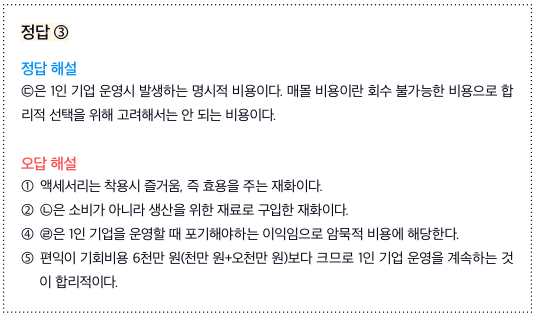 정답 ③
정답 해설
㉢은 1인 기업 운영시 발생하는 명시적 비용이다. 매몰 비용이란 회수 불가능한 비용으로 합
리적 선택을 위해 고려해서는 안 되는 비용이다.
오답 해설
① 액세서리는 착용시 즐거움, 즉 효용을 주는 재화이다.
② ㉡은 소비가 아니라 생산을 위한 재료로 구입한 재화이다.
④ ㉣은 1인 기업을 운영할 때 포기해야하는 이익임으로 암묵적 비용에 해당한다.
⑤ 편익이 기회비용 6천만 원(천만 원+오천만 원)보다 크므로 1인 기업 운영을 계속하는 것
이 합리적이다.